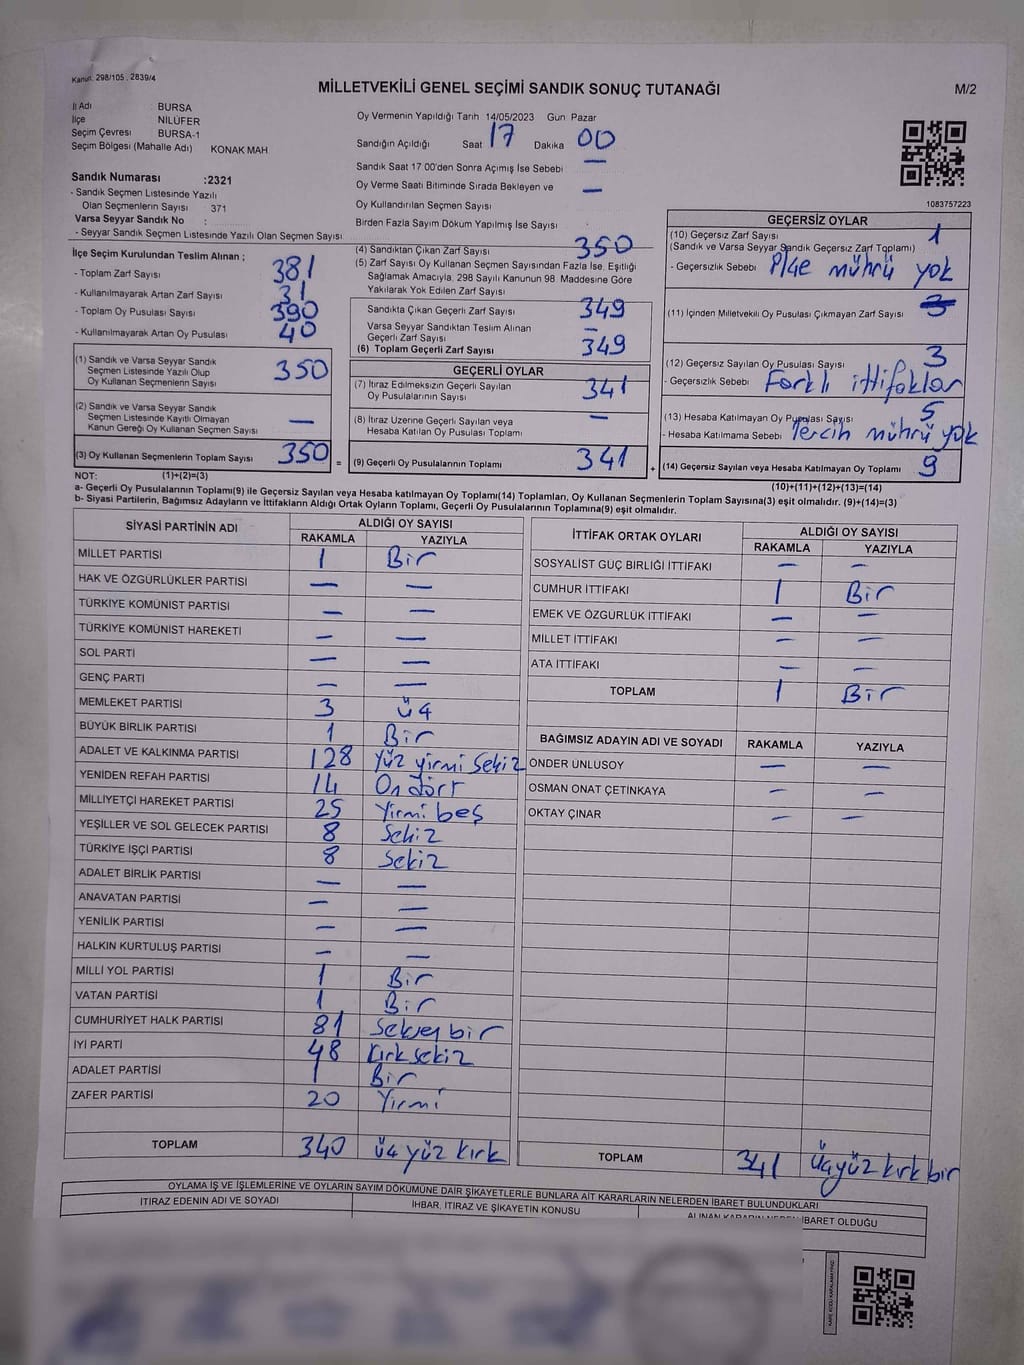 Kanun. 298/105 , 2839/4
MİLLETVEKİLİ GENEL SEÇİMİ SANDIK SONUÇ TUTANAĞI
M/2
İl Adı BURSA
İlçe NİLÜFER
Seçim Çevresi BURSA-1
Seçim Bölgesi (Mahalle Adı) KONAK MAH
Oy Vermenin Yapıldığı Tarih 14/05/2023 Gun Pazar
Sandığın Açıldığı Saat 17 Dakika 00
Sandık Saat 17 00'den Sonra Açımış İse Sebebi —
Oy Verme Saati Bitiminde Sırada Bekleyen ve —
Oy Kullandırılan Seçmen Sayısı
Birden Fazla Sayım Dökum Yapılmış İse Sayısı
1083757223
Sandık Numarası :2321
- Sandık Seçmen Listesinde Yazılı
Olan Seçmenlerin Sayısı 371
Varsa Seyyar Sandık No :
- Seyyar Sandık Seçmen Listesinde Yazılı Olan Seçmen Sayısı
İlçe Seçim Kurulundan Teslim Alınan ;
- Toplam Zarf Sayısı 381
- Kullanılmayarak Artan Zarf Sayısı 31
- Toplam Oy Pusulası Sayısı 390
- Kullanılmayarak Artan Oy Pusulası 40
(1) Sandık ve Varsa Seyyar Sandık
Seçmen Listesinde Yazılı Olup
Oy Kullanan Seçmenlerin Sayısı 350
(2) Sandık ve Varsa Seyyar Sandık
Seçmen Listesinde Kayıtlı Olmayan
Kanun Gereği Oy Kullanan Seçmen Sayısı —
(3) Oy Kullanan Seçmenlerin Toplam Sayısı 350 =
(4) Sandıktan Çıkan Zarf Sayısı 350
(5) Zarf Sayısı Oy Kullanan Seçmen Sayısından Fazla İse, Eşitliği
Sağlamak Amacıyla, 298 Sayılı Kanunun 98 Maddesine Göre
Yakılarak Yok Edilen Zarf Sayısı
Sandıkta Çıkan Geçerli Zarf Sayısı 349
Varsa Seyyar Sandıktan Teslim Alınan
Geçerli Zarf Sayısı —
(6) Toplam Geçerli Zarf Sayısı 349
GEÇERLİ OYLAR
(7) İtiraz Edilmeksizin Geçerli Sayılan
Oy Pusulalarının Sayısı 341
(8) İtiraz Uzerine Geçerli Sayılan veya
Hesaba Katılan Oy Pusulası Toplamı —
(9) Geçerli Oy Pusulalarının Toplamı 341 +
GEÇERSİZ OYLAR
(10) Geçersiz Zarf Sayısı 1
(Sandık ve Varsa Seyyar Sandık Geçersiz Zarf Toplamı)
- Geçersizlik Sebebi mührü yok
(11) İçinden Milletvekili Oy Pusulası Çıkmayan Zarf Sayısı
(12) Geçersiz Sayılan Oy Pusulası Sayısı 3
- Geçersizlik Sebebi Farklı ittifaklar
(13) Hesaba Katılmayan Oy Pusulası Sayısı 5
- Hesaba Katılmama Sebebi Tercih mührü yok
(14) Geçersiz Sayılan veya Hesaba Katılmayan Oy Toplamı 9
NOT: (1)+(2)=(3)
(10)+(11)+(12)+(13)=(14)
a- Geçerli Oy Pusulalarının Toplamı(9) ile Geçersiz Sayılan veya Hesaba katılmayan Oy Toplamı(14) Toplamları, Oy Kullanan Seçmenlerin Toplam Sayısına(3) eşit olmalıdır. (9)+(14)=(3)
b- Siyasi Partilerin, Bağımsız Adayların ve İttifakların Aldığı Ortak Oyların Toplamı, Geçerli Oy Pusulalarının Toplamına(9) eşit olmalıdır.
SİYASİ PARTİNİN ADI ALDIĞI OY SAYISI
RAKAMLA YAZIYLA
MİLLET PARTİSİ 1 Bir
HAK VE ÖZGÜRLÜKLER PARTİSİ — —
TÜRKİYE KOMÜNİST PARTİSİ — —
TÜRKİYE KOMÜNİST HAREKETİ — —
SOL PARTİ — —
GENÇ PARTİ — —
MEMLEKET PARTİSİ 3 üç
BÜYÜK BİRLİK PARTİSİ 1 Bir
ADALET VE KALKINMA PARTİSİ 128 Yüz yirmi sekiz
YENİDEN REFAH PARTİSİ 14 On dört
MİLLİYETÇİ HAREKET PARTİSİ 25 Yirmi beş
YEŞİLLER VE SOL GELECEK PARTİSİ 8 Sekiz
TÜRKİYE İŞÇİ PARTİSİ 8 Sekiz
ADALET BİRLİK PARTİSİ — —
ANAVATAN PARTİSİ — —
YENİLİK PARTİSİ — —
HALKIN KURTULUŞ PARTİSİ — —
MİLLİ YOL PARTİSİ 1 Bir
VATAN PARTİSİ 1 Bir
CUMHURİYET HALK PARTİSİ 81 Seksen bir
İYİ PARTİ 48 Kırk sekiz
ADALET PARTİSİ 1 Bir
ZAFER PARTİSİ 20 Yirmi
TOPLAM 340 üç yüz kırk
İTTİFAK ORTAK OYLARI ALDIĞI OY SAYISI
RAKAMLA YAZIYLA
SOSYALİST GÜÇ BİRLİĞİ İTTİFAKI — —
CUMHUR İTTİFAKI 1 Bir
EMEK VE ÖZGÜRLÜK İTTİFAKI — —
MİLLET İTTİFAKI — —
ATA İTTİFAKI — —
TOPLAM 1 Bir
BAĞIMSIZ ADAYIN ADI VE SOYADI RAKAMLA YAZIYLA
ÖNDER ÜNLÜSOY — —
OSMAN ONAT ÇETİNKAYA — —
OKTAY ÇINAR — —
TOPLAM 341 üçyüz kırk bir
OYLAMA İŞ VE İŞLEMLERİNE VE OYLARIN SAYIM DÖKÜMÜNE DAİR ŞİKAYETLERLE BUNLARA AİT KARARLARIN NELERDEN İBARET BULUNDUKLARI
İTİRAZ EDENİN ADI VE SOYADI İHBAR, İTİRAZ VE ŞİKAYETİN KONUSU ALINAN KARARIN NEDEN İBARET OLDUĞU